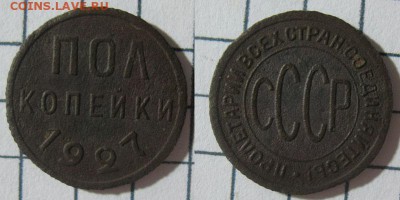 COINS.LAVE.RU
ПОЛ
КОПЕЙКИ
1927
ПРОЛЕТАРИИ ВСЕХ СТРАН СОЕДИНЯЙТЕСЬ!
СССР